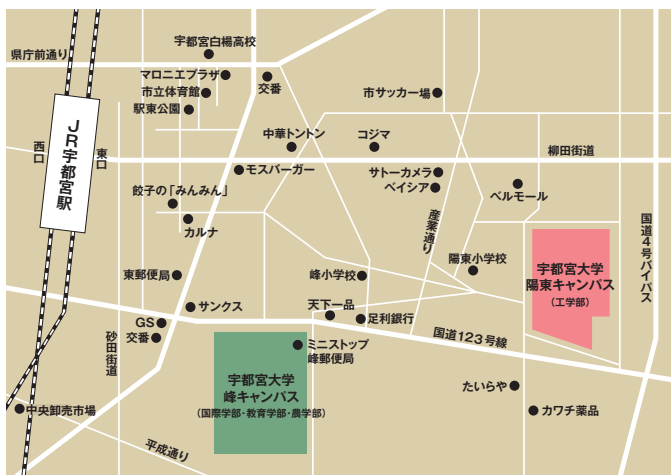 宇都宮白楊高校
県庁前通り
マロニエプラザ
交番
市立体育館
市サッカー場
駅東公園
中華トントン
コジマ
JR宇都宮駅
西口
東口
柳田街道
モスバーガー
サトーカメラ
ベイシア
ベルモール
餃子の「みんみん」
カルナ
産業通り
国道4号バイパス
陽東小学校
東郵便局
峰小学校
宇都宮大学
陽東キャンパス
(工学部)
サンクス
天下一品
足利銀行
GS
交番
国道123号線
砂田街道
ミニストップ
峰郵便局
宇都宮大学
峰キャンパス
(国際学部・教育学部・農学部)
たいらや
中央卸売市場
カワチ薬品
平成通り